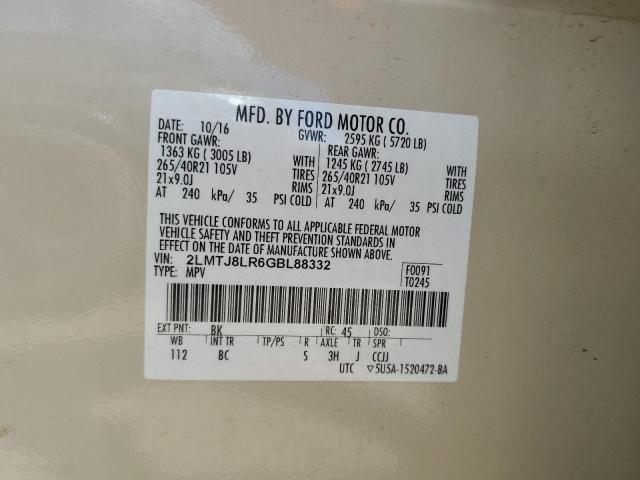 MFD. BY FORD MOTOR CO.
DATE: 10/16 GVWR: 2595 KG ( 5720 LB)
FRONT GAWR: REAR GAWR:
1363 KG ( 3005 LB) WITH 1245 KG ( 2745 LB) WITH
265/40R21 105V TIRES 265/40R21 105V TIRES
21x9.0J RIMS 21x9.0J RIMS
AT 240 kPa/ 35 PSI COLD AT 240 kPa/ 35 PSI COLD
THIS VEHICLE CONFORMS TO ALL APPLICABLE FEDERAL MOTOR
VEHICLE SAFETY AND THEFT PREVENTION STANDARDS IN
EFFECT ON THE DATE OF MANUFACTURE SHOWN ABOVE.
VIN: 2LMTJ8LR6GBL88332 F0091
TYPE: MPV T0245
EXT PNT: BK RC: 45 DSO:
WB INT TR TP/PS R AXLE TR SPR
112 BC S 3H J CCJJ
UTC ▽5U5A-1520472-BA